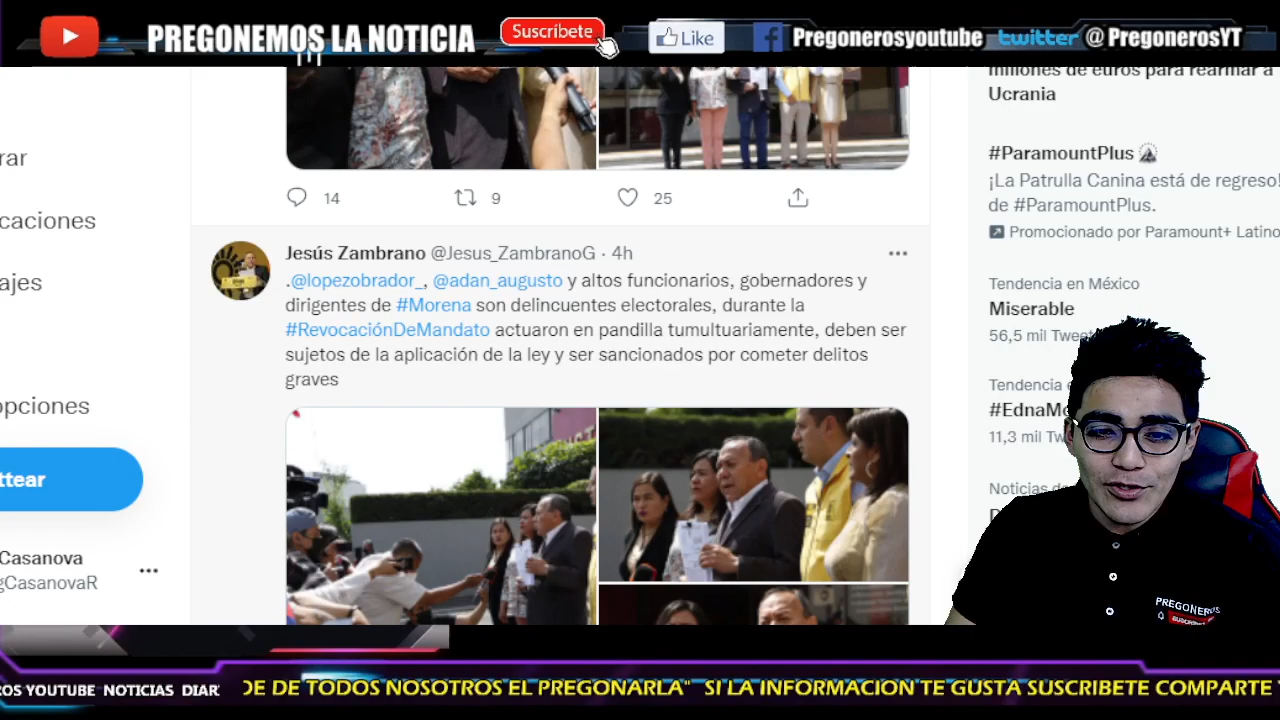 PREGONEMOS LA NOTICIA
Suscríbete
Like
f Pregonerosyoutube
twitter @PregonerosYT
millones de euros para rearmar a
Ucrania
rar
#ParamountPlus
14
9
25
¡La Patrulla Canina está de regreso!
de #ParamountPlus.
caciones
Promocionado por Paramount+ Latino
Jesús Zambrano @Jesus_ZambranoG · 4h
.@lopezobrador_, @adan_augusto y altos funcionarios, gobernadores y
dirigentes de #Morena son delincuentes electorales, durante la
#RevocaciónDeMandato actuaron en pandilla tumultuariamente, deben ser
sujetos de la aplicación de la ley y ser sancionados por cometer delitos
graves
ajes
Tendencia en México
Miserable
56,5 mil Twee
Tendencia e
#EdnaMo
11,3 mil Tw
opciones
ttear
Noticias de
Casanova
gCasanovaR
PREGONEROS
OS YOUTUBE NOTICIAS DIAR
DE DE TODOS NOSOTROS EL PREGONARLA" SI LA INFORMACION TE GUSTA SUSCRIBETE COMPARTE